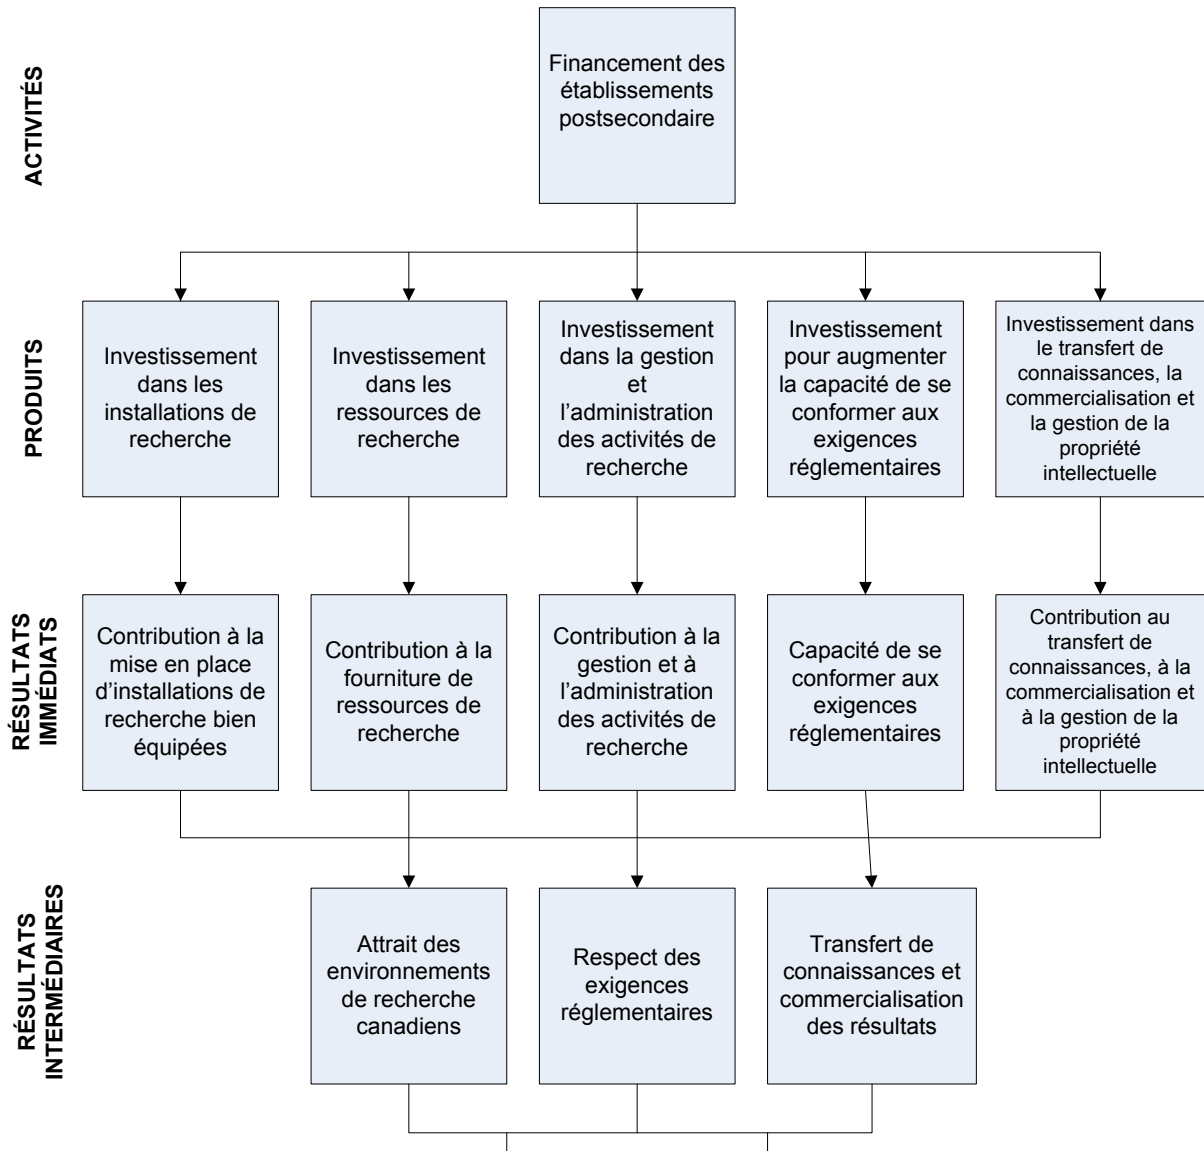 ACTIVITÉS
Financement des
établissements
postsecondaire
PRODUITS
Investissement
dans les
installations de
recherche
Investissement
dans les
ressources de
recherche
Investissement
dans la gestion
et
l’administration
des activités de
recherche
Investissement
pour augmenter
la capacité de se
conformer aux
exigences
réglementaires
Investissement dans
le transfert de
connaissances, la
commercialisation et
la gestion de la
propriété
intellectuelle
RÉSULTATS
IMMÉDIATS
Contribution à la
mise en place
d’installations de
recherche bien
équipées
Contribution à la
fourniture de
ressources de
recherche
Contribution à la
gestion et à
l’administration
des activités de
recherche
Capacité de se
conformer aux
exigences
réglementaires
Contribution au
transfert de
connaissances, à la
commercialisation et
à la gestion de la
propriété
intellectuelle
RÉSULTATS
INTERMÉDIAIRES
Attrait des
environnements
de recherche
canadiens
Respect des
exigences
réglementaires
Transfert de
connaissances et
commercialisation
des résultats